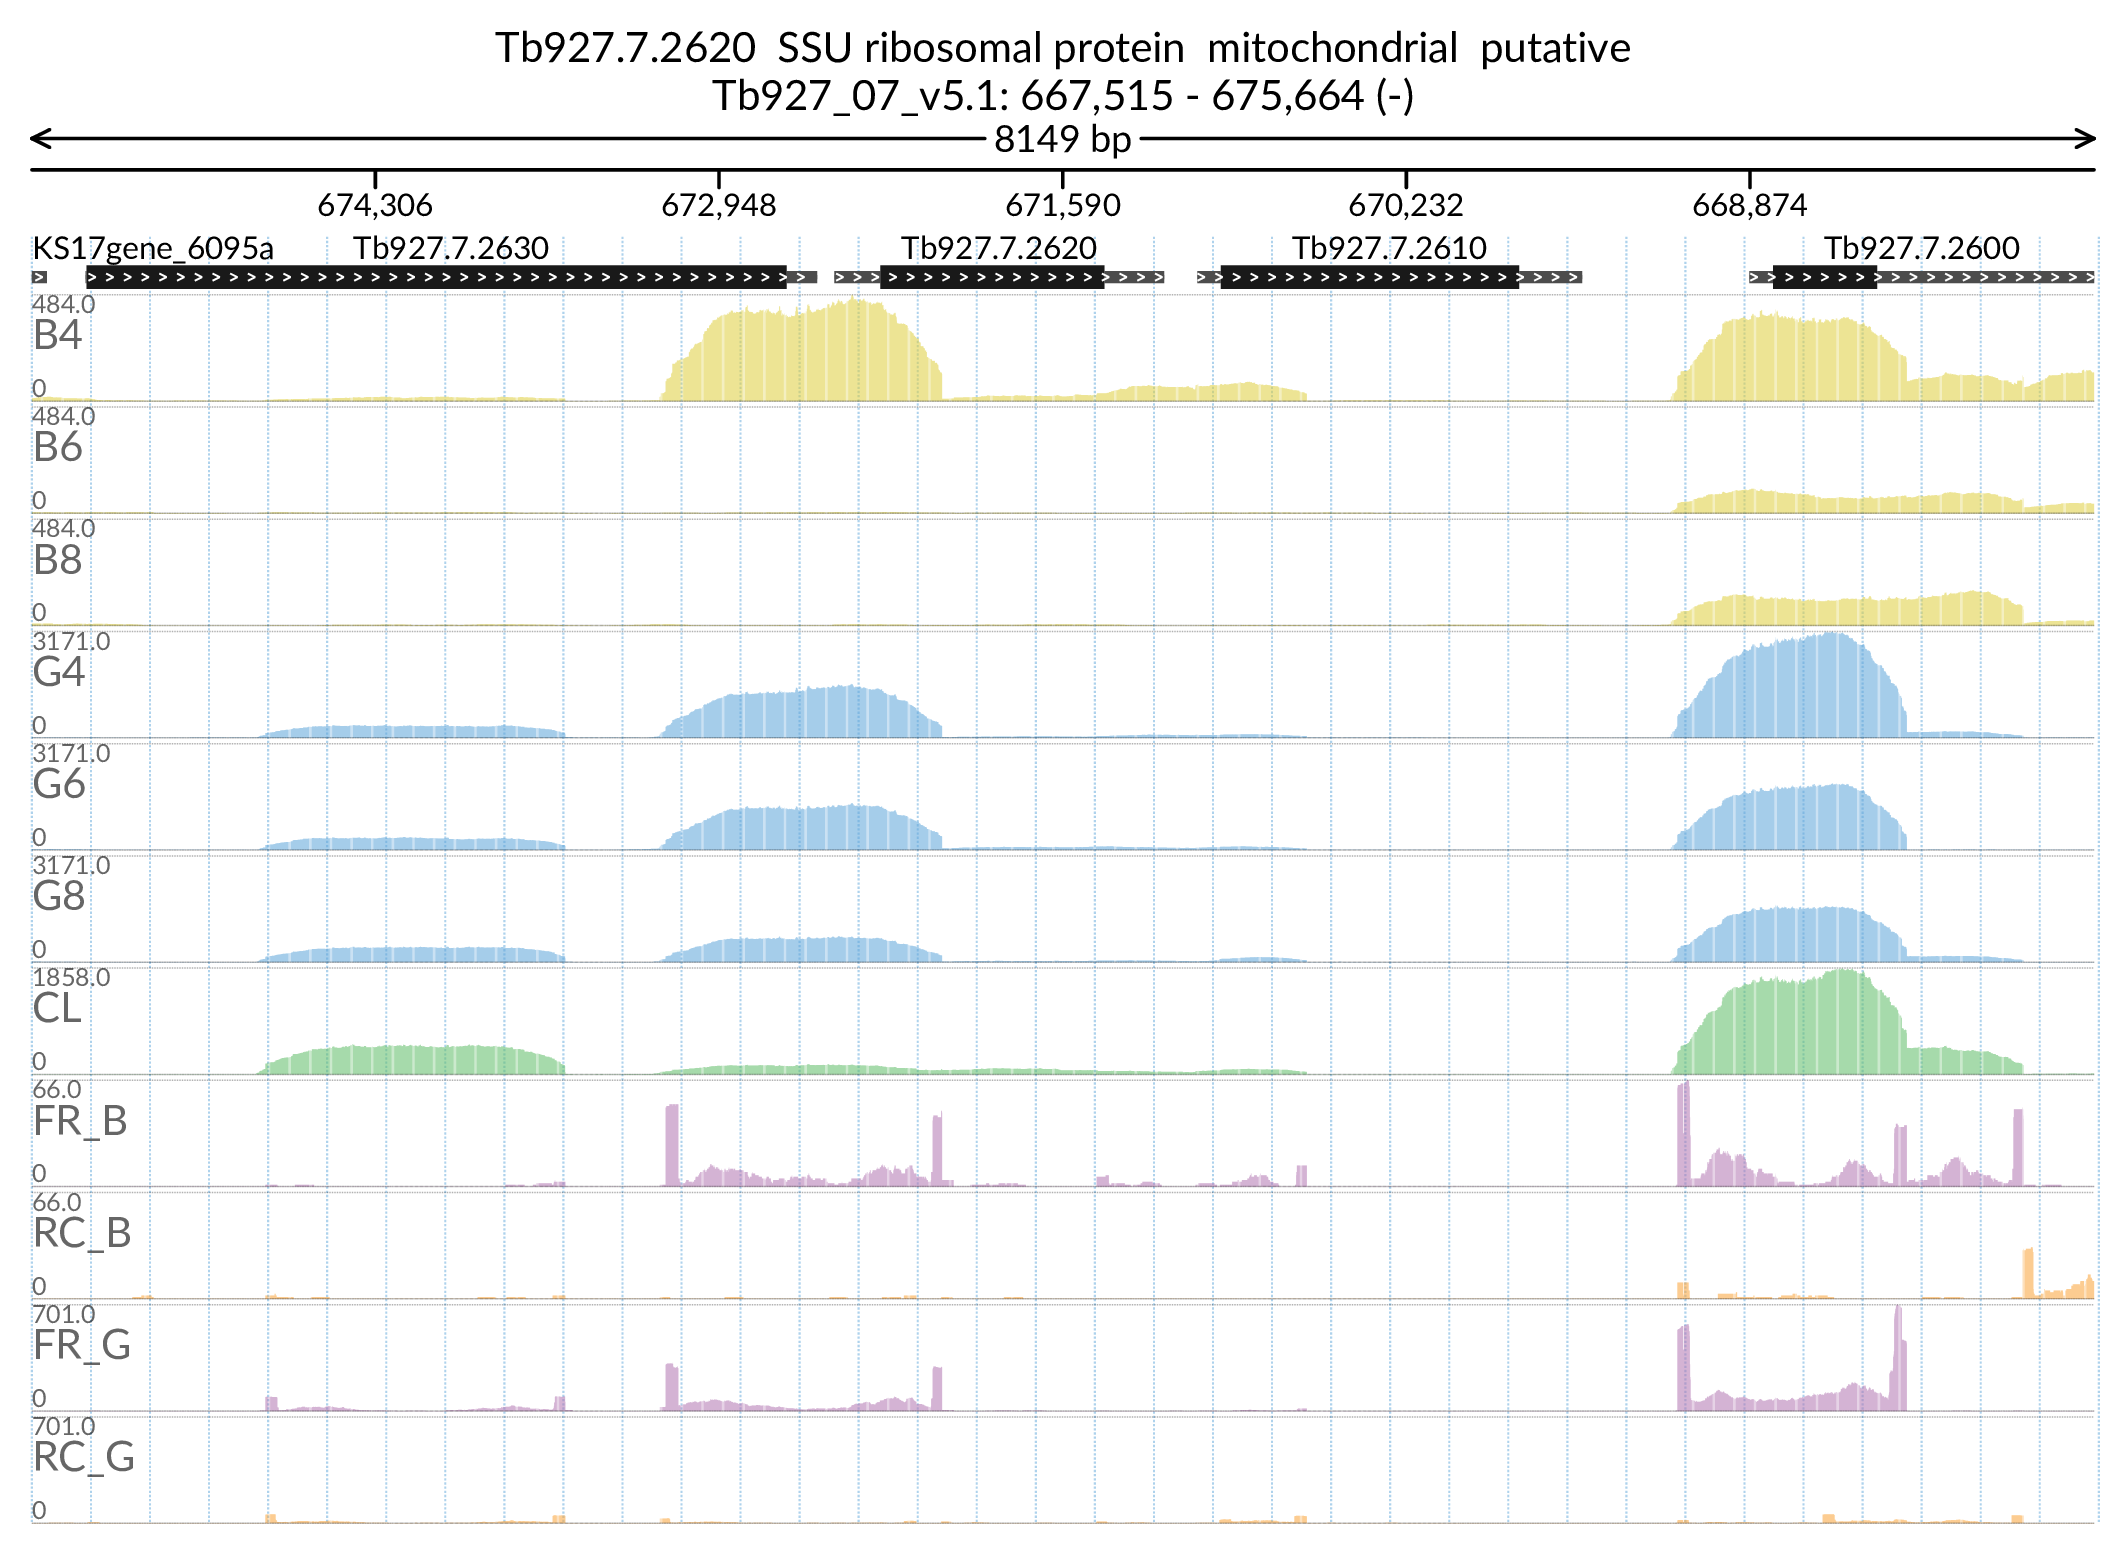 Tb927.7.2620 SSU ribosomal protein mitochondrial putative
Tb927_07_v5.1: 667,515 - 675,664 (-)
8149 bp
674,306 672,948 671,590 670,232 668,874
KS17gene_6095a Tb927.7.2630 Tb927.7.2620 Tb927.7.2610 Tb927.7.2600
484.0
B4
0
484.0
B6
0
484.0
B8
0
3171.0
G4
0
3171.0
G6
0
3171.0
G8
0
1858.0
CL
0
66.0
FR_B
0
66.0
RC_B
0
701.0
FR_G
0
701.0
RC_G
0